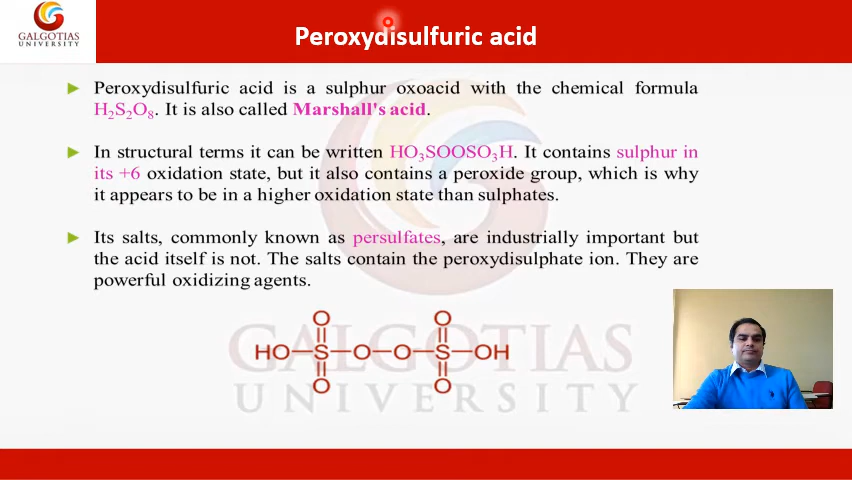 GALGOTIAS
UNIVERSITY
Peroxydisulfuric acid
Peroxydisulfuric acid is a sulphur oxoacid with the chemical formula
H₂S₂O₈. It is also called Marshall's acid.
In structural terms it can be written HO₃SOOSO₃H. It contains sulphur in
its +6 oxidation state, but it also contains a peroxide group, which is why
it appears to be in a higher oxidation state than sulphates.
Its salts, commonly known as persulfates, are industrially important but
the acid itself is not. The salts contain the peroxydisulphate ion. They are
powerful oxidizing agents.
O O
HO S O O S OH
O O
GALGOTIAS
UNIVERSITY